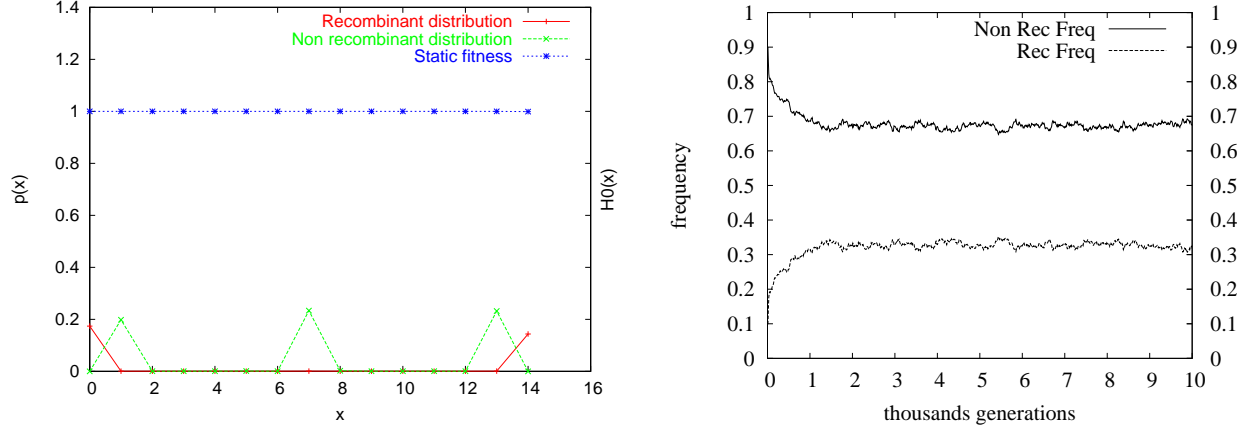 Recombinant distribution
Non recombinant distribution
Static fitness
1.4
1.2
1
0.8
0.6
0.4
0.2
0
p(x)
H0(x)
0 2 4 6 8 10 12 14 16
x
Non Rec Freq
Rec Freq
1
0.9
0.8
0.7
0.6
0.5
0.4
0.3
0.2
0.1
0
frequency
1
0.9
0.8
0.7
0.6
0.5
0.4
0.3
0.2
0.1
0
0 1 2 3 4 5 6 7 8 9 10
thousands generations